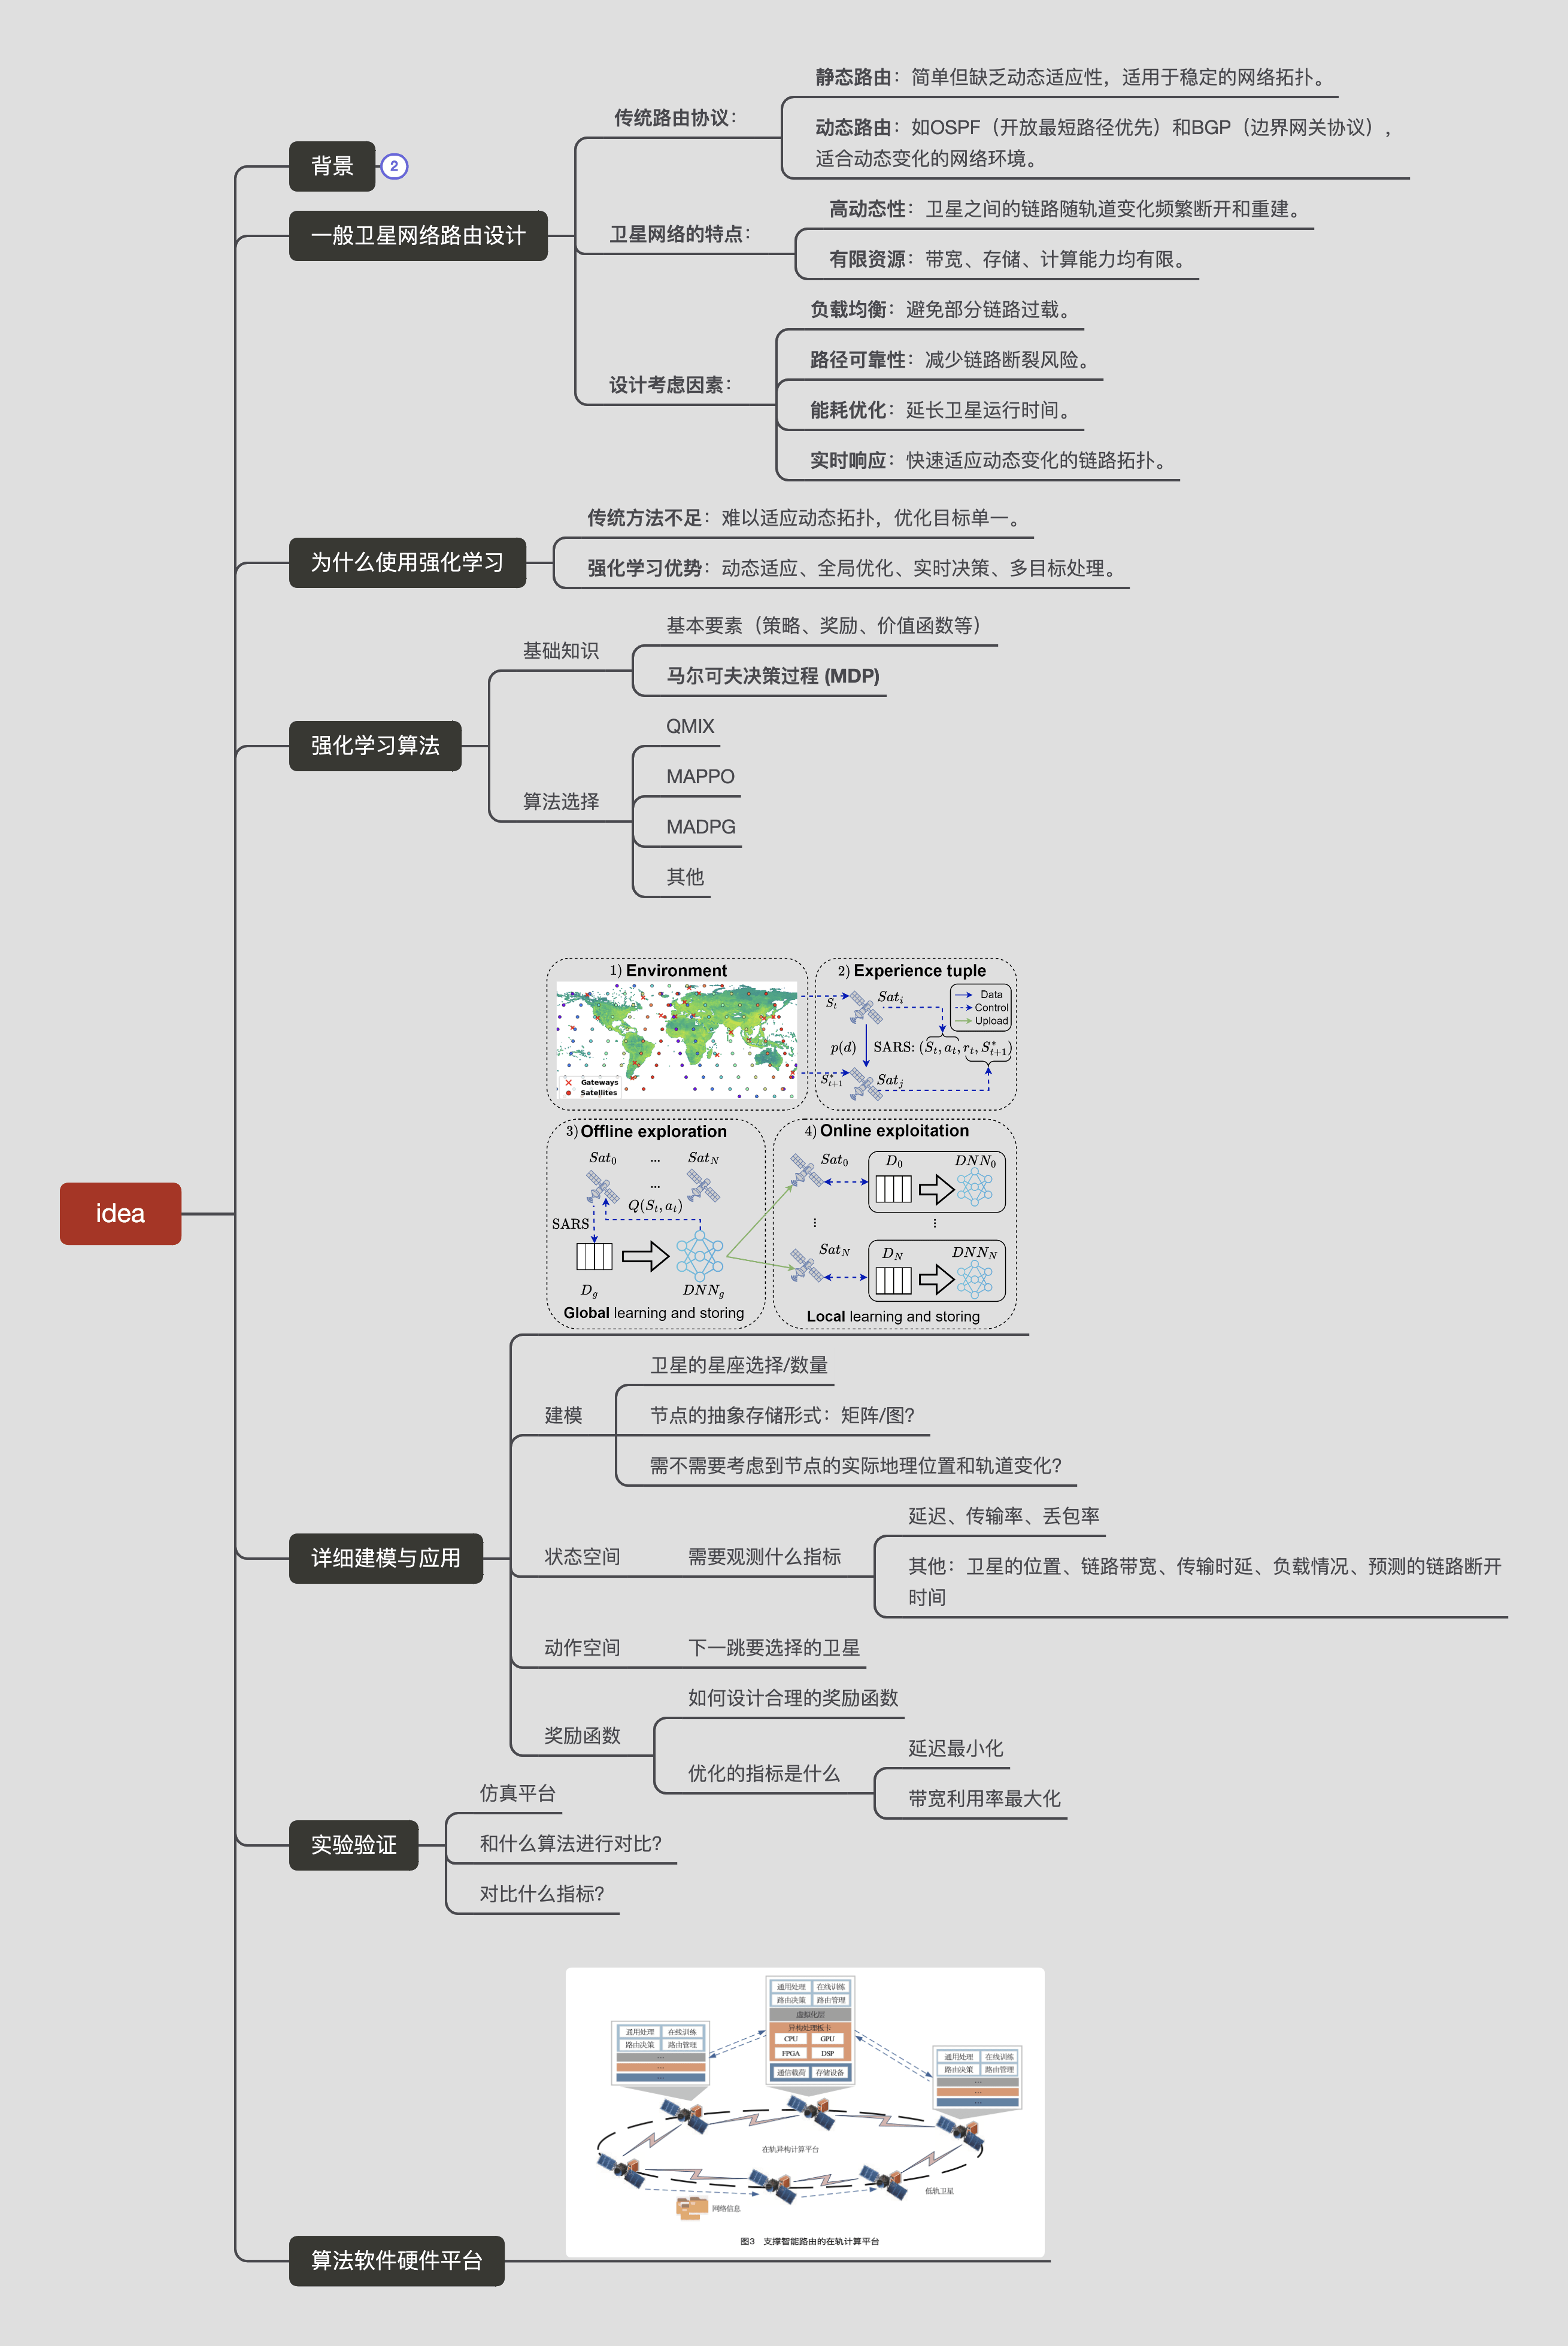 idea
背景
2
一般卫星网络路由设计
传统路由协议：
静态路由：简单但缺乏动态适应性，适用于稳定的网络拓扑。
动态路由：如OSPF（开放最短路径优先）和BGP（边界网关协议），
适合动态变化的网络环境。
卫星网络的特点：
高动态性：卫星之间的链路随轨道变化频繁断开和重建。
有限资源：带宽、存储、计算能力均有限。
设计考虑因素：
负载均衡：避免部分链路过载。
路径可靠性：减少链路断裂风险。
能耗优化：延长卫星运行时间。
实时响应：快速适应动态变化的链路拓扑。
为什么使用强化学习
传统方法不足：难以适应动态拓扑，优化目标单一。
强化学习优势：动态适应、全局优化、实时决策、多目标处理。
强化学习算法
基础知识
基本要素（策略、奖励、价值函数等）
马尔可夫决策过程 (MDP)
算法选择
QMIX
MAPPO
MADPG
其他
详细建模与应用
1) Environment
Gateways
Satellites
2) Experience tuple
S_t
Sat_i
Data
Control
Upload
p(d)
SARS: (S_t, a_t, r_t, S*_{t+1})
S*_{t+1}
Sat_j
3) Offline exploration
Sat_0 ... Sat_N
...
Q(S_t, a_t)
SARS
D_g
DNN_g
Global learning and storing
4) Online exploitation
Sat_0
D_0
DNN_0
⋮ ⋮
Sat_N
D_N
DNN_N
Local learning and storing
建模
卫星的星座选择/数量
节点的抽象存储形式：矩阵/图？
需不需要考虑到节点的实际地理位置和轨道变化？
状态空间
需要观测什么指标
延迟、传输率、丢包率
其他：卫星的位置、链路带宽、传输时延、负载情况、预测的链路断开
时间
动作空间
下一跳要选择的卫星
奖励函数
如何设计合理的奖励函数
优化的指标是什么
延迟最小化
带宽利用率最大化
实验验证
仿真平台
和什么算法进行对比？
对比什么指标？
算法软件硬件平台
通用处理 在线训练
路由决策 路由管理
虚拟化层
异构处理板卡
CPU GPU
FPGA DSP
通信载荷 存储设备
通用处理 在线训练
路由决策 路由管理
...
...
...
通用处理 在线训练
路由决策 路由管理
...
...
...
在轨异构计算平台
低轨卫星
网络信息
图3 支撑智能路由的在轨计算平台